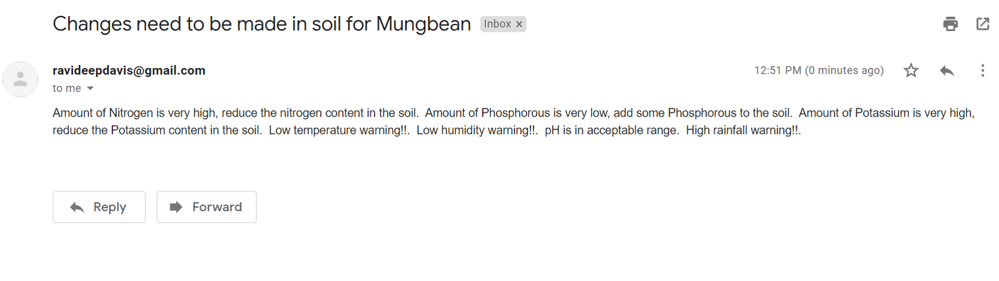 Changes need to be made in soil for Mungbean Inbox ×
ravideepdavis@gmail.com 12:51 PM (0 minutes ago)
to me
Amount of Nitrogen is very high, reduce the nitrogen content in the soil.  Amount of Phosphorous is very low, add some Phosphorous to the soil.  Amount of Potassium is very high,
reduce the Potassium content in the soil.  Low temperature warning!!.  Low humidity warning!!.  pH is in acceptable range.  High rainfall warning!!.
Reply Forward